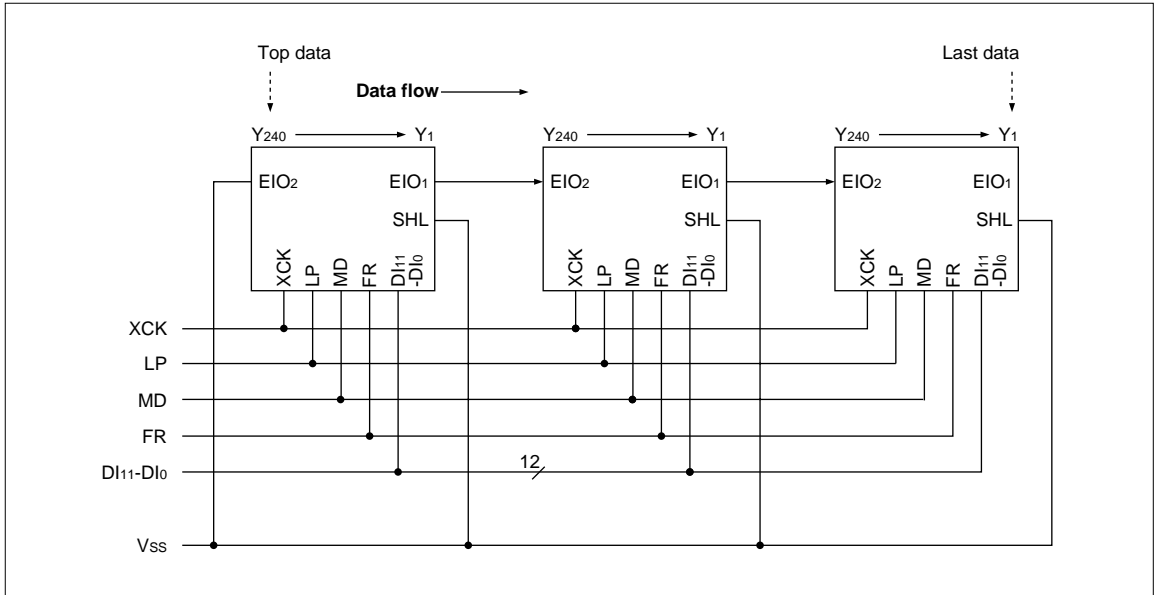 Top data
Last data
Data flow
Y240 Y1 Y240 Y1 Y240 Y1
EIO2 EIO1 EIO2 EIO1 EIO2 EIO1
SHL SHL SHL
XCK LP MD FR DI11-DI0 XCK LP MD FR DI11-DI0 XCK LP MD FR DI11-DI0
XCK
LP
MD
FR
DI11-DI0 12
VSS